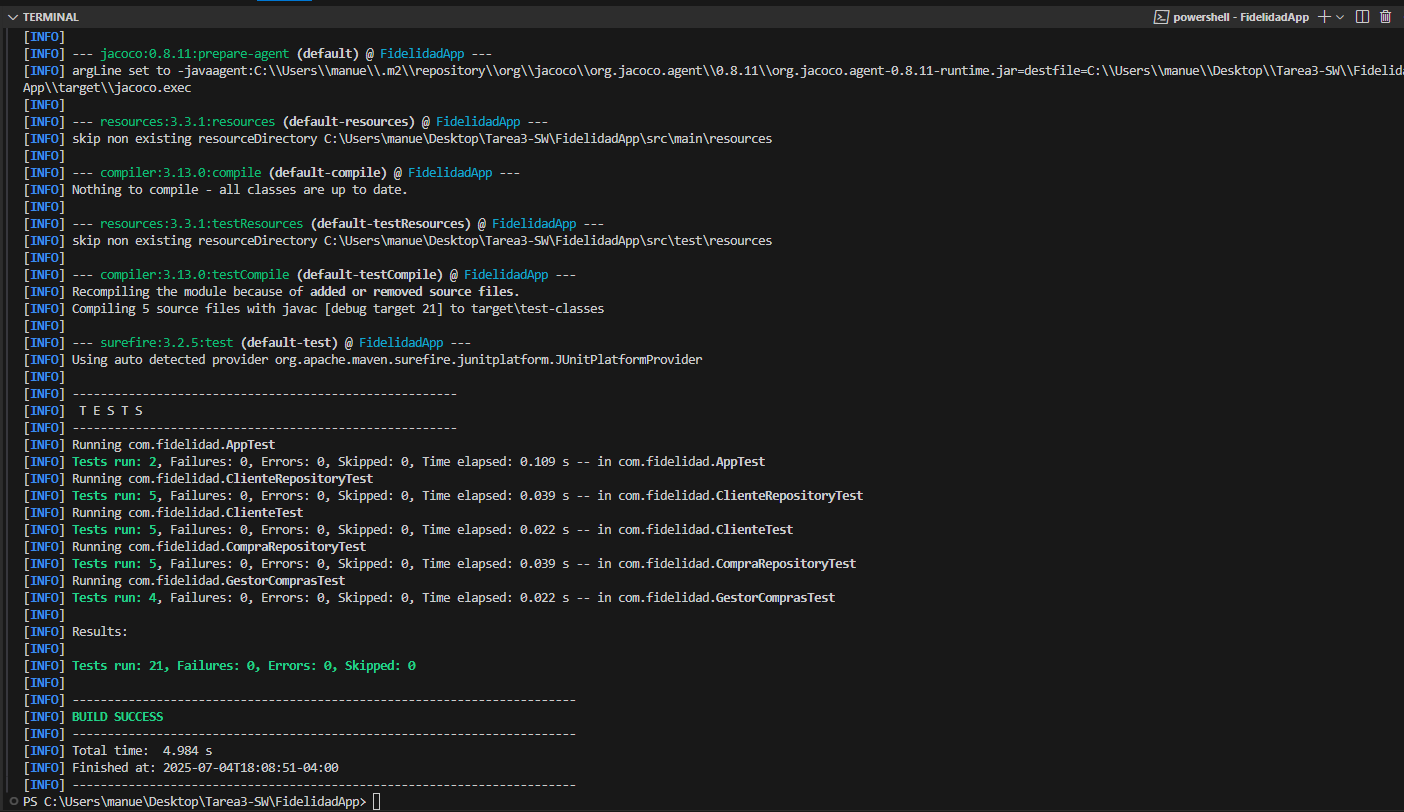 TERMINAL
powershell - FidelidadApp
[INFO]
[INFO] --- jacoco:0.8.11:prepare-agent (default) @ FidelidadApp ---
[INFO] argLine set to -javaagent:C:\\Users\\manue\\.m2\\repository\\org\\jacoco\\org.jacoco.agent\\0.8.11\\org.jacoco.agent-0.8.11-runtime.jar=destfile=C:\\Users\\manue\\Desktop\\Tarea3-SW\\Fidelid
App\\target\\jacoco.exec
[INFO]
[INFO] --- resources:3.3.1:resources (default-resources) @ FidelidadApp ---
[INFO] skip non existing resourceDirectory C:\Users\manue\Desktop\Tarea3-SW\FidelidadApp\src\main\resources
[INFO]
[INFO] --- compiler:3.13.0:compile (default-compile) @ FidelidadApp ---
[INFO] Nothing to compile - all classes are up to date.
[INFO]
[INFO] --- resources:3.3.1:testResources (default-testResources) @ FidelidadApp ---
[INFO] skip non existing resourceDirectory C:\Users\manue\Desktop\Tarea3-SW\FidelidadApp\src\test\resources
[INFO]
[INFO] --- compiler:3.13.0:testCompile (default-testCompile) @ FidelidadApp ---
[INFO] Recompiling the module because of added or removed source files.
[INFO] Compiling 5 source files with javac [debug target 21] to target\test-classes
[INFO]
[INFO] --- surefire:3.2.5:test (default-test) @ FidelidadApp ---
[INFO] Using auto detected provider org.apache.maven.surefire.junitplatform.JUnitPlatformProvider
[INFO]
[INFO] -------------------------------------------------------
[INFO]  T E S T S
[INFO] -------------------------------------------------------
[INFO] Running com.fidelidad.AppTest
[INFO] Tests run: 2, Failures: 0, Errors: 0, Skipped: 0, Time elapsed: 0.109 s -- in com.fidelidad.AppTest
[INFO] Running com.fidelidad.ClienteRepositoryTest
[INFO] Tests run: 5, Failures: 0, Errors: 0, Skipped: 0, Time elapsed: 0.039 s -- in com.fidelidad.ClienteRepositoryTest
[INFO] Running com.fidelidad.ClienteTest
[INFO] Tests run: 5, Failures: 0, Errors: 0, Skipped: 0, Time elapsed: 0.022 s -- in com.fidelidad.ClienteTest
[INFO] Running com.fidelidad.CompraRepositoryTest
[INFO] Tests run: 5, Failures: 0, Errors: 0, Skipped: 0, Time elapsed: 0.039 s -- in com.fidelidad.CompraRepositoryTest
[INFO] Running com.fidelidad.GestorComprasTest
[INFO] Tests run: 4, Failures: 0, Errors: 0, Skipped: 0, Time elapsed: 0.022 s -- in com.fidelidad.GestorComprasTest
[INFO]
[INFO] Results:
[INFO]
[INFO] Tests run: 21, Failures: 0, Errors: 0, Skipped: 0
[INFO]
[INFO] ------------------------------------------------------------------------
[INFO] BUILD SUCCESS
[INFO] ------------------------------------------------------------------------
[INFO] Total time:  4.984 s
[INFO] Finished at: 2025-07-04T18:08:51-04:00
[INFO] ------------------------------------------------------------------------
PS C:\Users\manue\Desktop\Tarea3-SW\FidelidadApp>